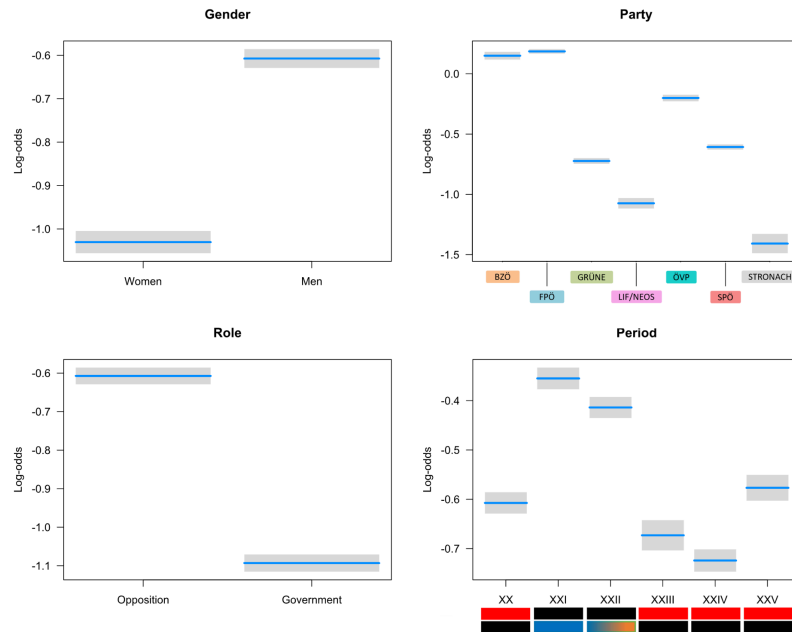 Gender
Log-odds
-0.6
-0.7
-0.8
-0.9
-1.0
Women Men
Party
Log-odds
0.0
-0.5
-1.0
-1.5
BZÖ GRÜNE ÖVP STRONACH
FPÖ LIF/NEOS SPÖ
Role
Log-odds
-0.6
-0.7
-0.8
-0.9
-1.0
-1.1
Opposition Government
Period
Log-odds
-0.4
-0.5
-0.6
-0.7
XX XXI XXII XXIII XXIV XXV